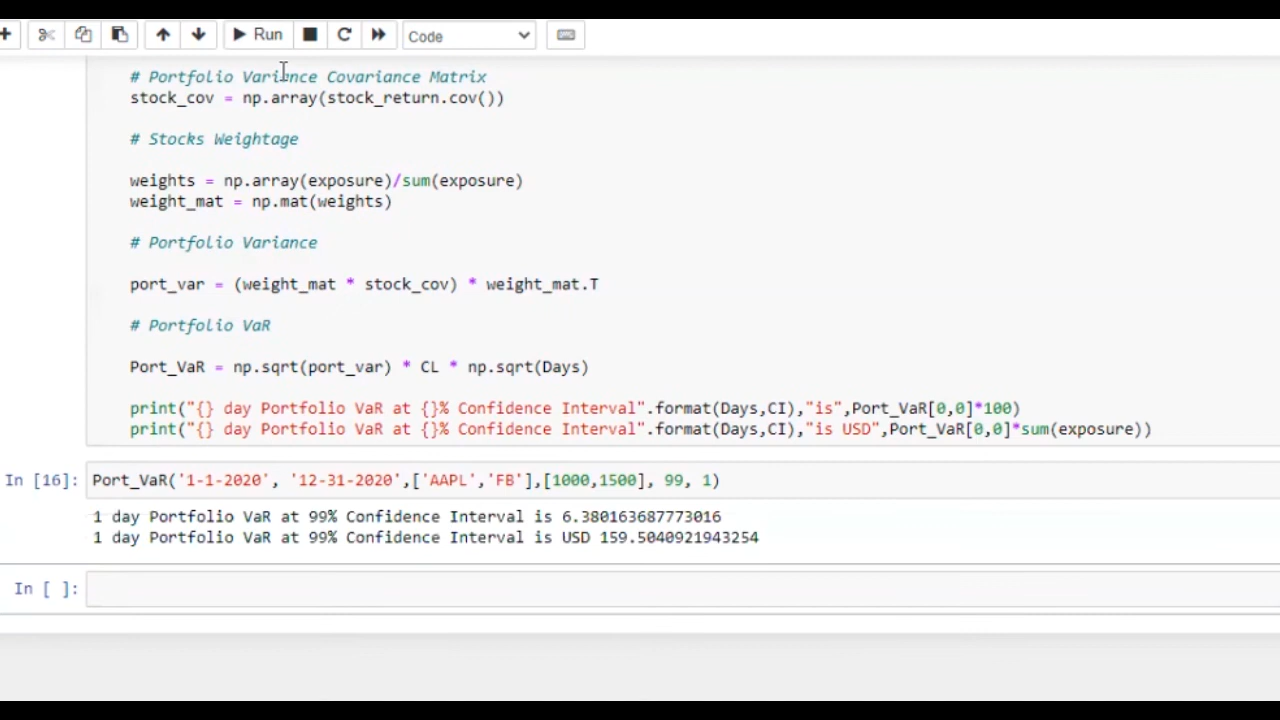 Run Code
# Portfolio Variance Covariance Matrix
stock_cov = np.array(stock_return.cov())
# Stocks Weightage
weights = np.array(exposure)/sum(exposure)
weight_mat = np.mat(weights)
# Portfolio Variance
port_var = (weight_mat * stock_cov) * weight_mat.T
# Portfolio VaR
Port_VaR = np.sqrt(port_var) * CL * np.sqrt(Days)
print("{} day Portfolio VaR at {}% Confidence Interval".format(Days,CI),"is",Port_VaR[0,0]*100)
print("{} day Portfolio VaR at {}% Confidence Interval".format(Days,CI),"is USD",Port_VaR[0,0]*sum(exposure))
In [16]: Port_VaR('1-1-2020', '12-31-2020',['AAPL','FB'],[1000,1500], 99, 1)
1 day Portfolio VaR at 99% Confidence Interval is 6.380163687773016
1 day Portfolio VaR at 99% Confidence Interval is USD 159.5040921943254
In [ ]: